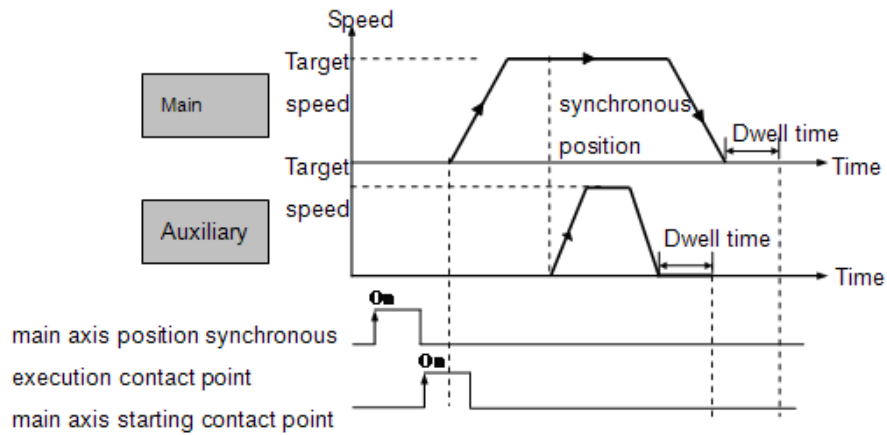 Speed
Target
Main
speed
synchronous
Dwell time
position
Target
Time
speed
Auxiliary
Dwell time
Time
On
main axis position synchronous
On
execution contact point
main axis starting contact point